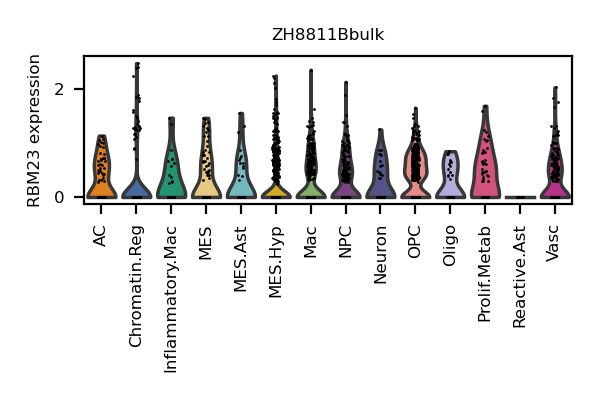 ZH8811Bbulk
RBM23 expression
2
0
AC
Chromatin.Reg
Inflammatory.Mac
MES
MES.Ast
MES.Hyp
Mac
NPC
Neuron
OPC
Oligo
Prolif.Metab
Reactive.Ast
Vasc